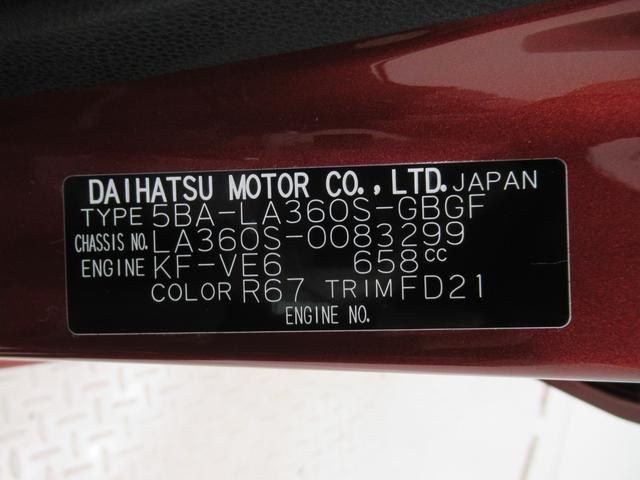 DAIHATSU MOTOR CO., LTD. JAPAN
TYPE 5BA-LA360S-GBGF
CHASSIS NO. LA360S-0083299
ENGINE KF-VE6 658cc
COLOR R67 TRIM FD21
ENGINE NO.